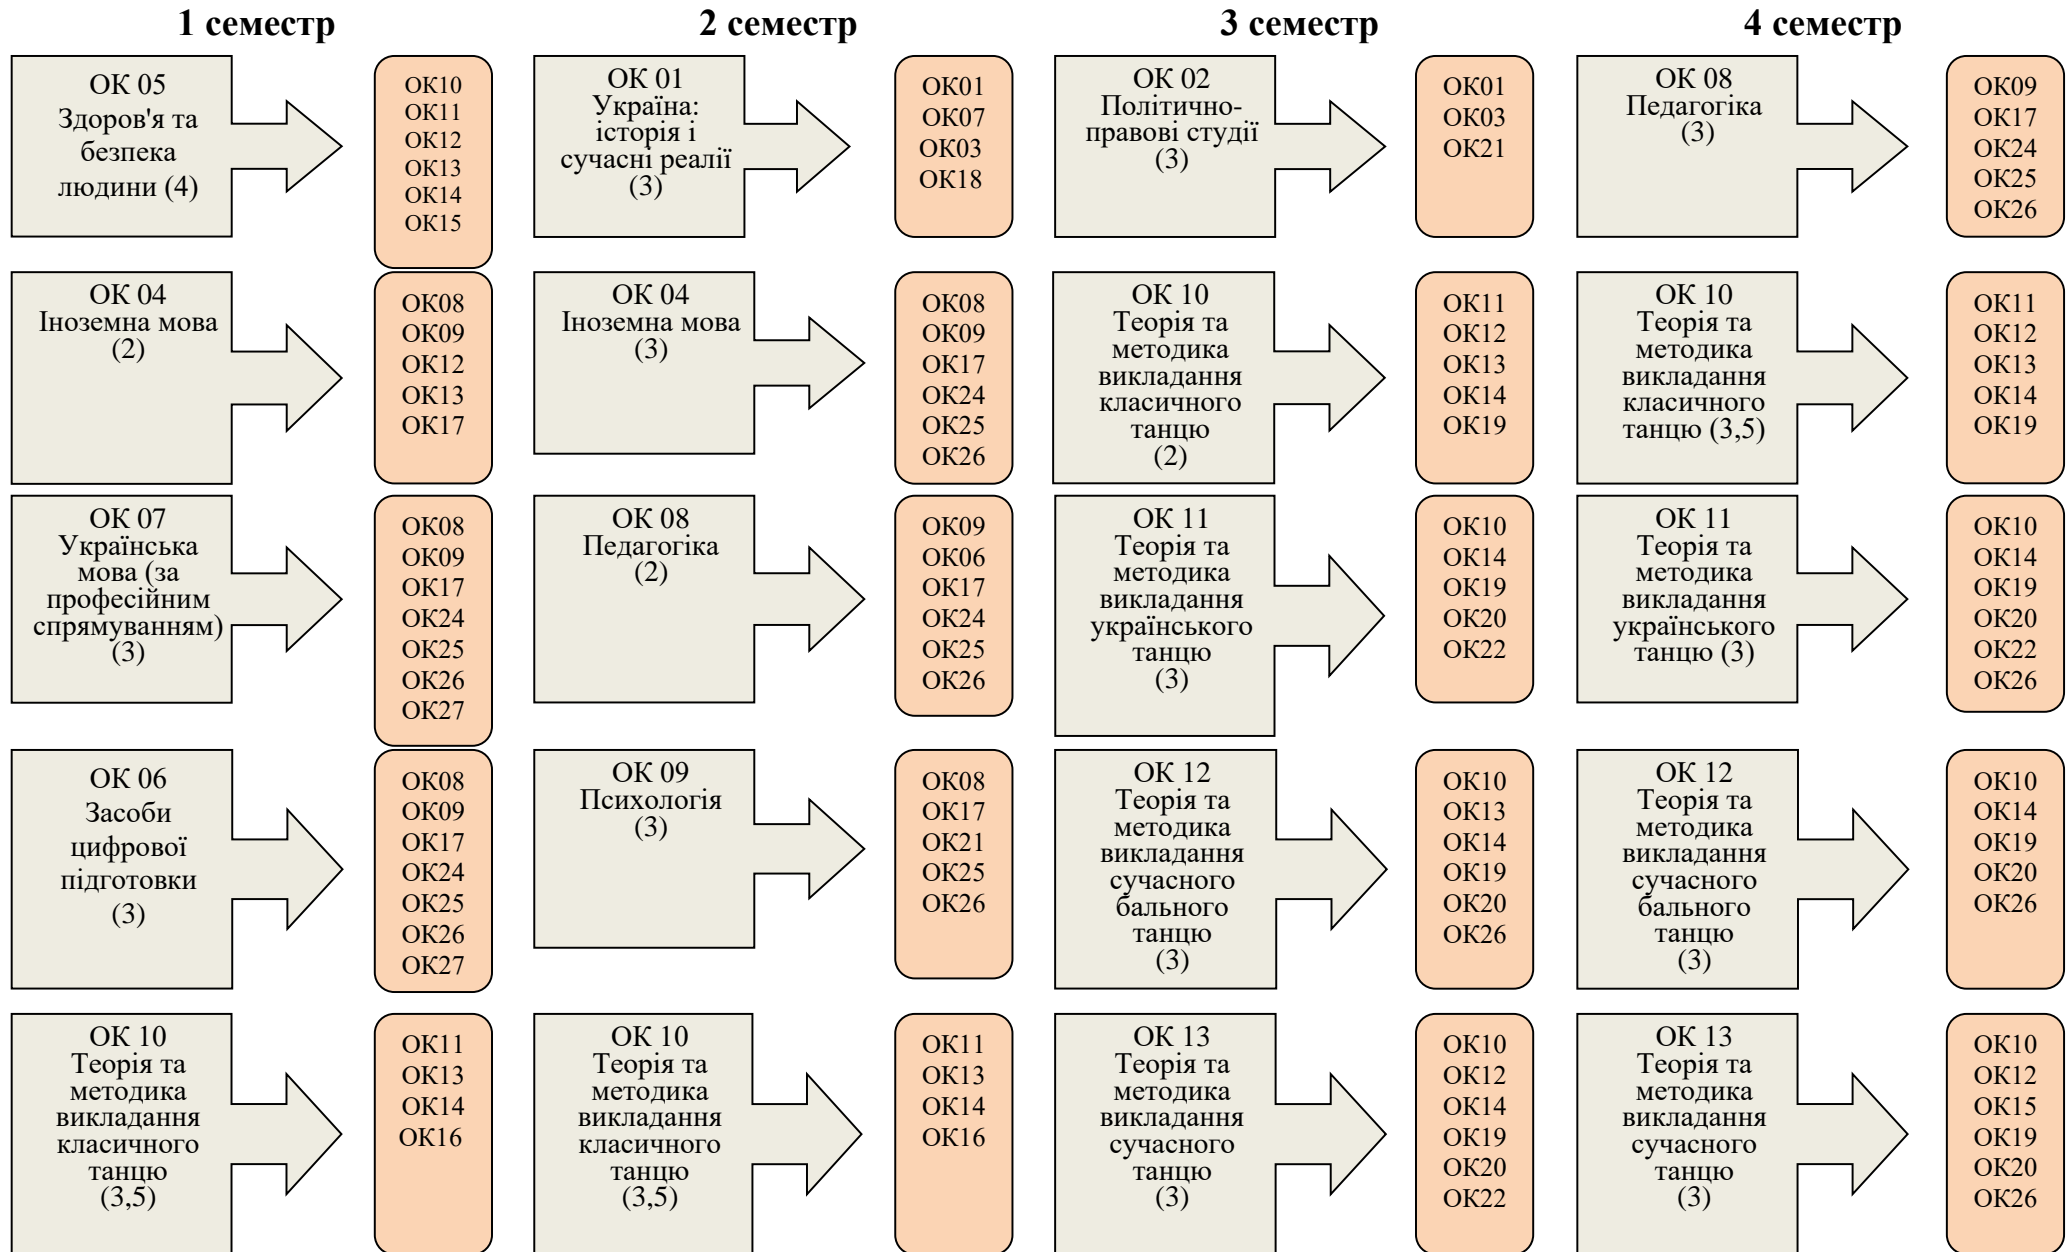 1 семестр
2 семестр
3 семестр
4 семестр
ОК 05
Здоров'я та
безпека
людини (4)
ОК10
ОК11
ОК12
ОК13
ОК14
ОК15
ОК 01
Україна:
історія і
сучасні реалії
(3)
ОК01
ОК07
ОК03
ОК18
ОК 02
Політично-
правові студії
(3)
ОК01
ОК03
ОК21
ОК 08
Педагогіка
(3)
ОК09
ОК17
ОК24
ОК25
ОК26
ОК 04
Іноземна мова
(2)
ОК08
ОК09
ОК12
ОК13
ОК17
ОК 04
Іноземна мова
(3)
ОК08
ОК09
ОК17
ОК24
ОК25
ОК26
ОК 10
Теорія та
методика
викладання
класичного
танцю
(2)
ОК11
ОК12
ОК13
ОК14
ОК19
ОК 10
Теорія та
методика
викладання
класичного
танцю (3,5)
ОК11
ОК12
ОК13
ОК14
ОК19
ОК 07
Українська
мова (за
професійним
спрямуванням)
(3)
ОК08
ОК09
ОК17
ОК24
ОК25
ОК26
ОК27
ОК 08
Педагогіка
(2)
ОК09
ОК06
ОК17
ОК24
ОК25
ОК26
ОК 11
Теорія та
методика
викладання
українського
танцю
(3)
ОК10
ОК14
ОК19
ОК20
ОК22
ОК 11
Теорія та
методика
викладання
українського
танцю (3)
ОК10
ОК14
ОК19
ОК20
ОК22
ОК26
ОК 06
Засоби
цифрової
підготовки
(3)
ОК08
ОК09
ОК17
ОК24
ОК25
ОК26
ОК27
ОК 09
Психологія
(3)
ОК08
ОК17
ОК21
ОК25
ОК26
ОК 12
Теорія та
методика
викладання
сучасного
бального
танцю
(3)
ОК10
ОК13
ОК14
ОК19
ОК20
ОК26
ОК 12
Теорія та
методика
викладання
сучасного
бального
танцю
(3)
ОК10
ОК14
ОК19
ОК20
ОК26
ОК 10
Теорія та
методика
викладання
класичного
танцю
(3,5)
ОК11
ОК13
ОК14
ОК16
ОК 10
Теорія та
методика
викладання
класичного
танцю
(3,5)
ОК11
ОК13
ОК14
ОК16
ОК 13
Теорія та
методика
викладання
сучасного
танцю
(3)
ОК10
ОК12
ОК14
ОК19
ОК20
ОК22
ОК 13
Теорія та
методика
викладання
сучасного
танцю
(3)
ОК10
ОК12
ОК15
ОК19
ОК20
ОК26